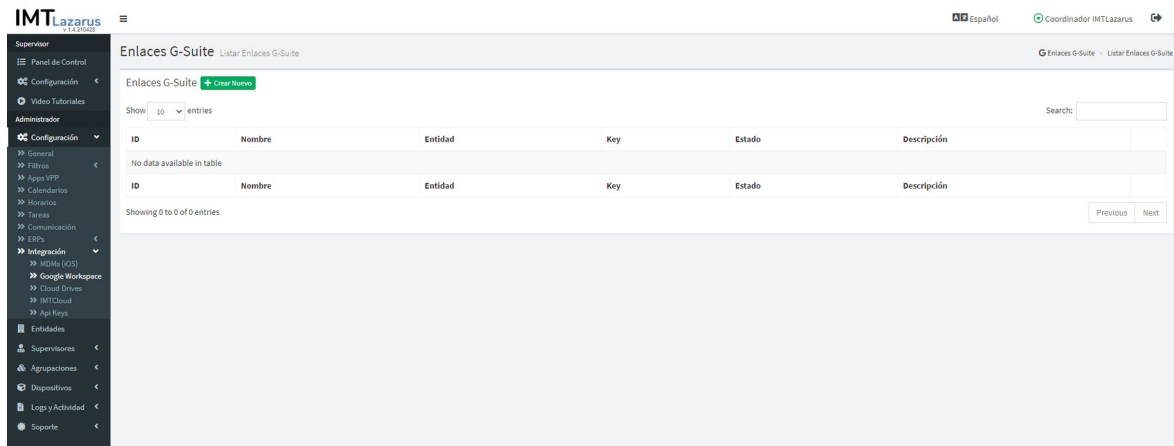 IMTLazarus
v 1.4.210428
Español
Coordinador IMTLazarus
Supervisor
Panel de Control
Configuración
Video Tutoriales
Administrador
Configuración
General
Filtros
Apps VPP
Calendarios
Horarios
Tareas
Comunicación
ERPs
Integración
MDMs (iOS)
Google Workspace
Cloud Drives
IMTCloud
Api Keys
Entidades
Supervisores
Agrupaciones
Dispositivos
Logs y Actividad
Soporte
Enlaces G-Suite Listar Enlaces G-Suite
Enlaces G-Suite > Listar Enlaces G-Suite
Enlaces G-Suite + Crear Nuevo
Show 10 entries
Search:
ID Nombre Entidad Key Estado Descripción
No data available in table
ID Nombre Entidad Key Estado Descripción
Showing 0 to 0 of 0 entries
Previous Next